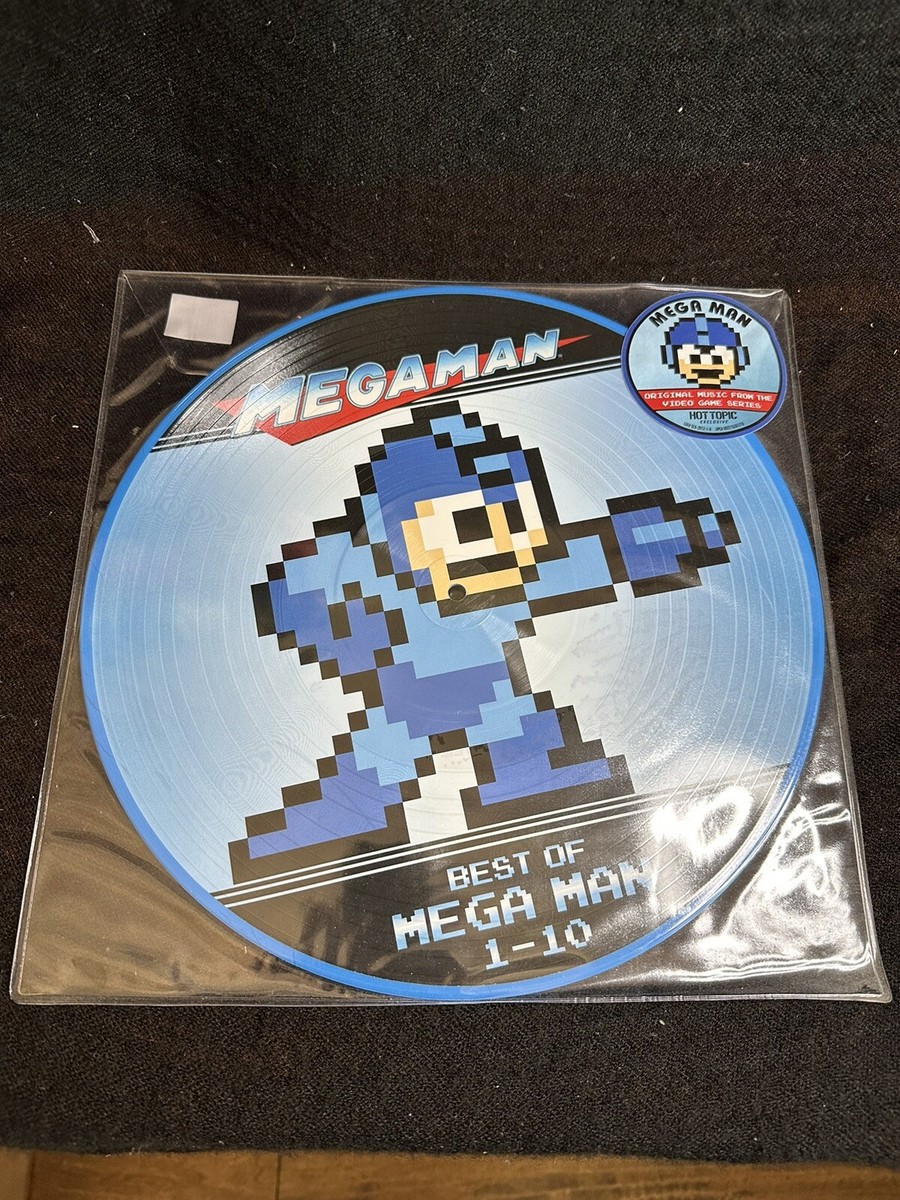 MEGAMAN
MEGA MAN
ORIGINAL MUSIC FROM THE
VIDEO GAME SERIES
HOT TOPIC
EXCLUSIVE
BEST OF
MEGA MAN
1-10